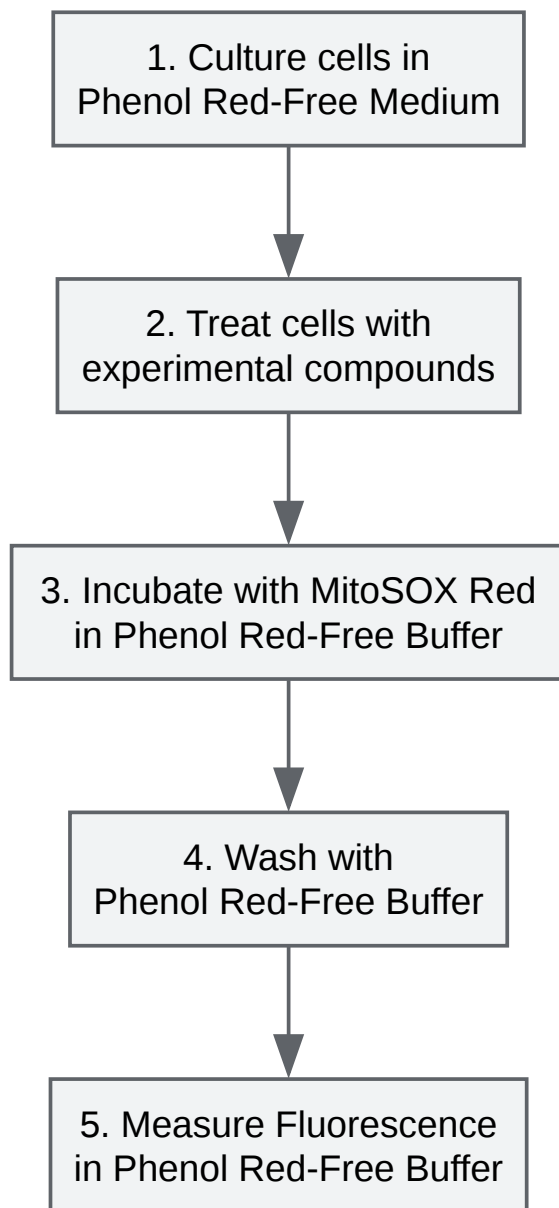 1. Culture cells in
Phenol Red-Free Medium
2. Treat cells with
experimental compounds
3. Incubate with MitoSOX Red
in Phenol Red-Free Buffer
4. Wash with
Phenol Red-Free Buffer
5. Measure Fluorescence
in Phenol Red-Free Buffer